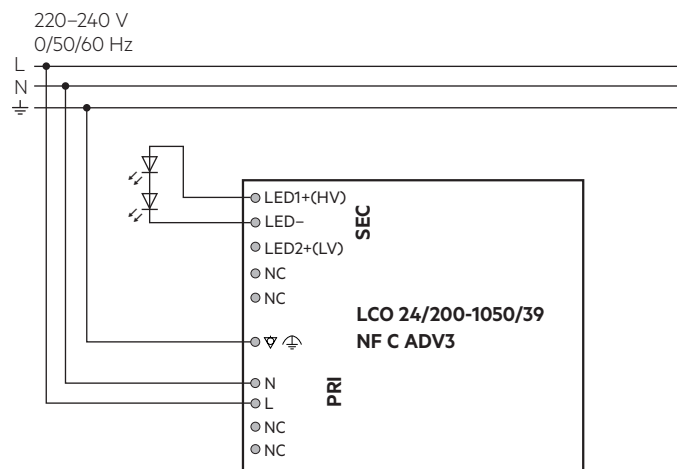 220–240 V
0/50/60 Hz
L
N
LED1+(HV)
LED–
LED2+(LV)
NC
NC
SEC
LCO 24/200-1050/39
NF C ADV3
N
L
NC
NC
PRI